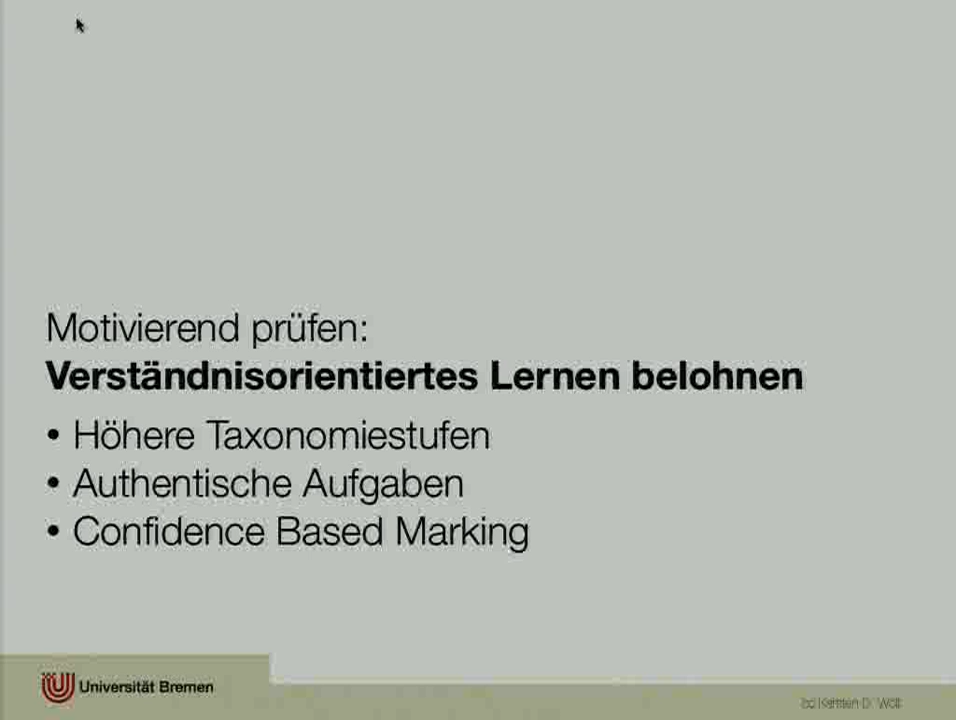 Motivierend prüfen:
Verständnisorientiertes Lernen belohnen
• Höhere Taxonomiestufen
• Authentische Aufgaben
• Confidence Based Marking
Universität Bremen